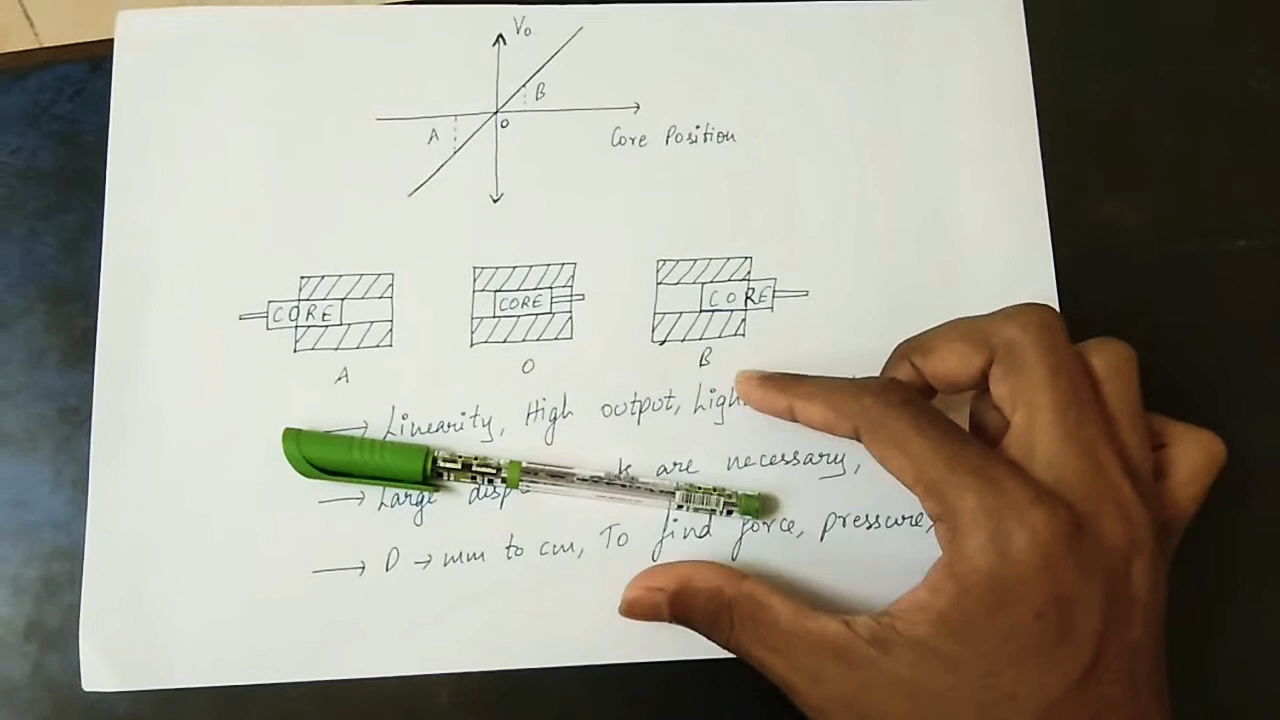 V₀
B
A
O
Core Position
CORE
CORE
CORE
A
O
B
→ Linearity, High output,
→ Large are necessary,
→ D → mm to cm, To find force, pressure,